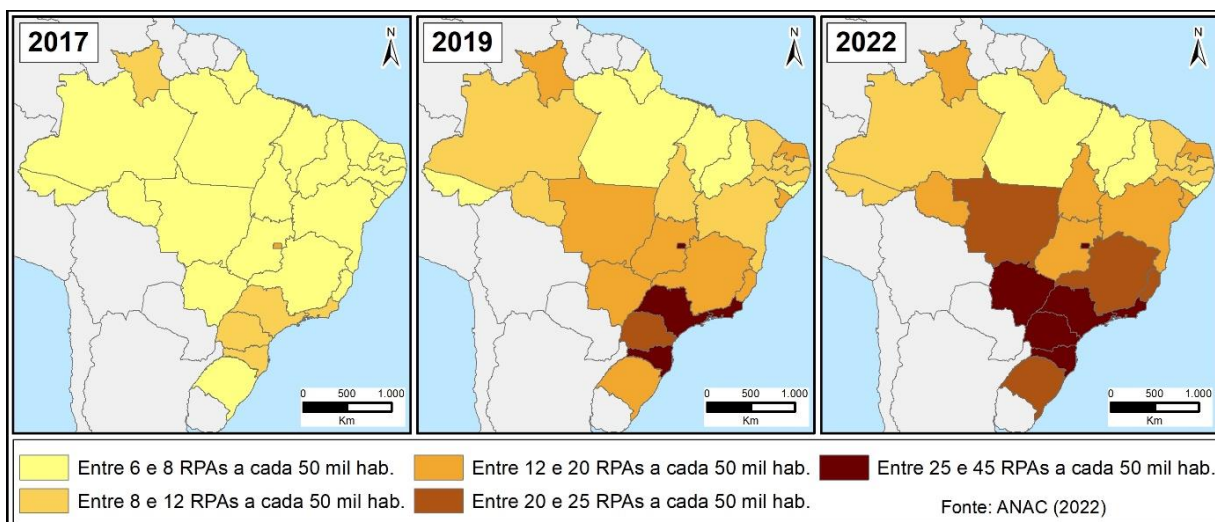 2017
N
0 500 1.000
Km
2019
N
0 500 1.000
Km
2022
N
0 500 1.000
Km
Entre 6 e 8 RPAs a cada 50 mil hab.
Entre 8 e 12 RPAs a cada 50 mil hab.
Entre 12 e 20 RPAs a cada 50 mil hab.
Entre 20 e 25 RPAs a cada 50 mil hab.
Entre 25 e 45 RPAs a cada 50 mil hab.
Fonte: ANAC (2022)